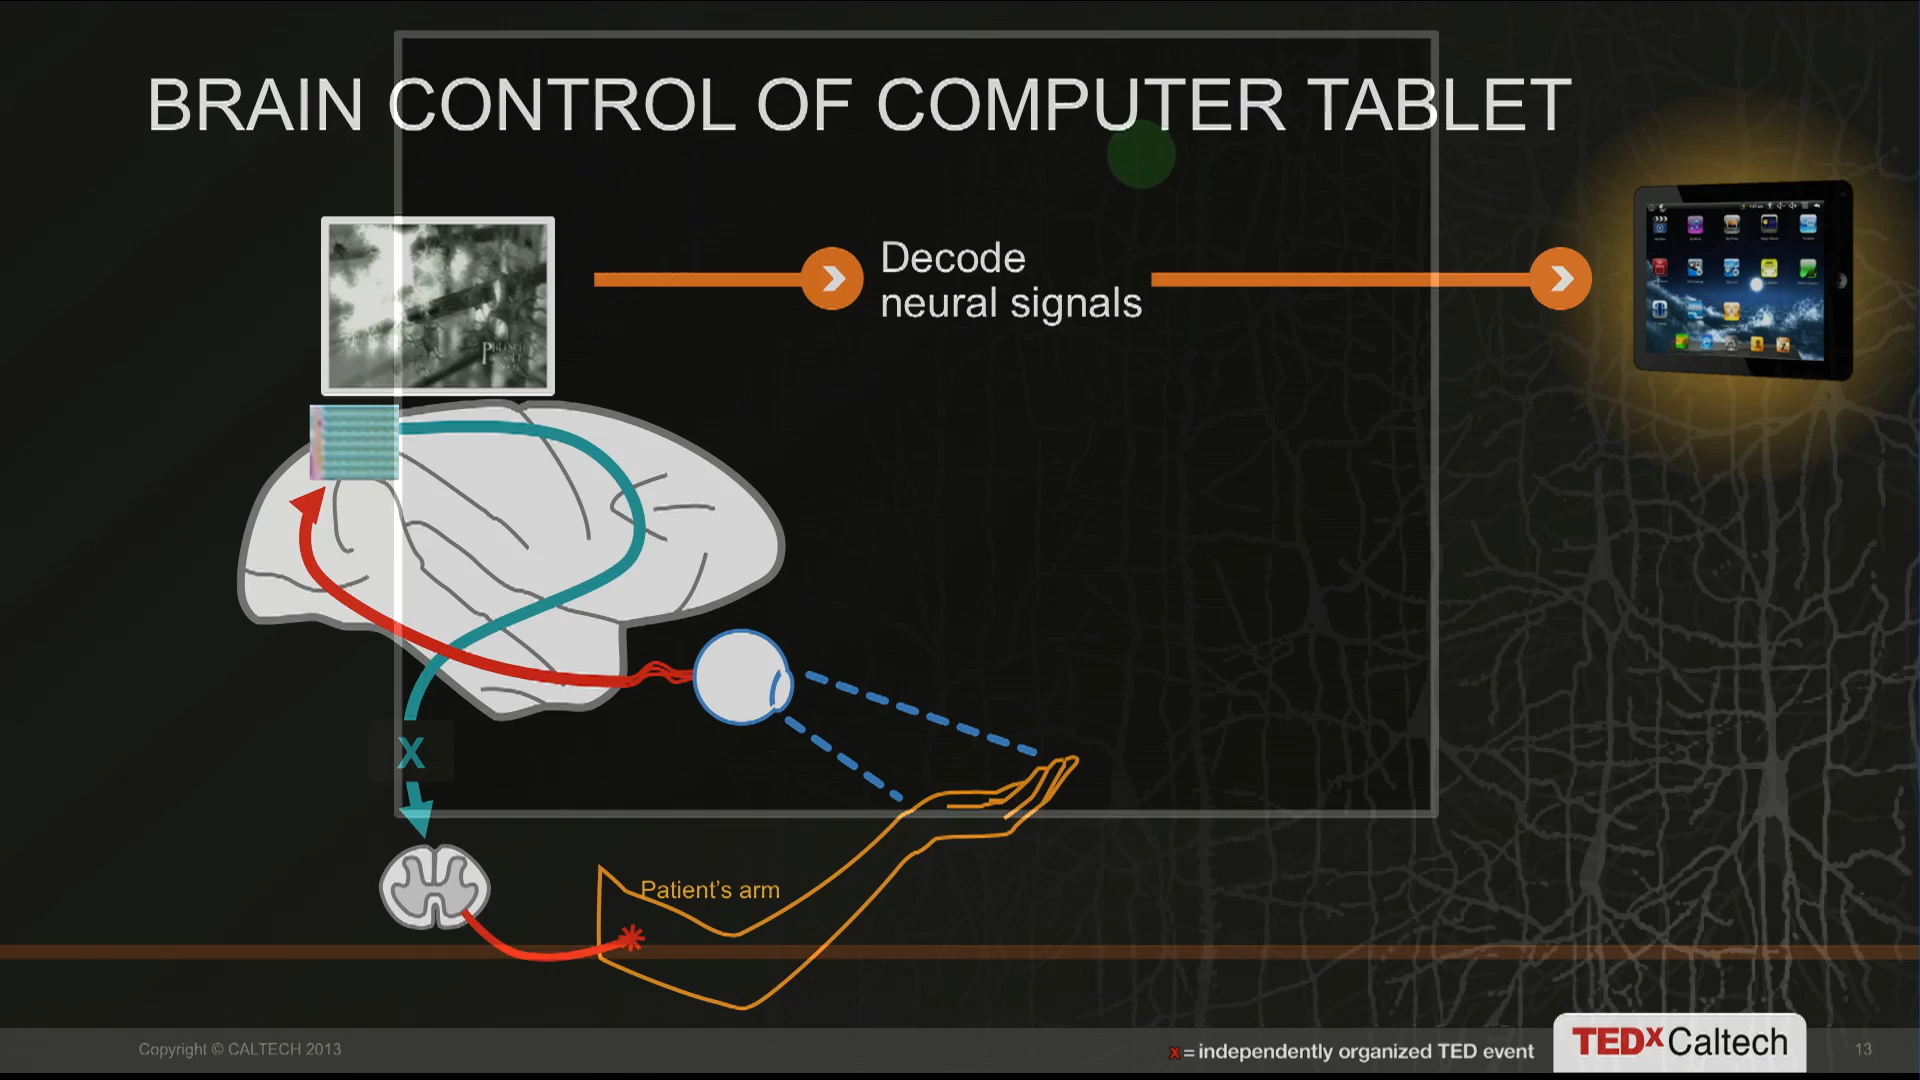 BRAIN CONTROL OF COMPUTER TABLET
Decode
neural signals
X
Patient's arm
Copyright © CALTECH 2013
x=independently organized TED event
TEDxCaltech
13